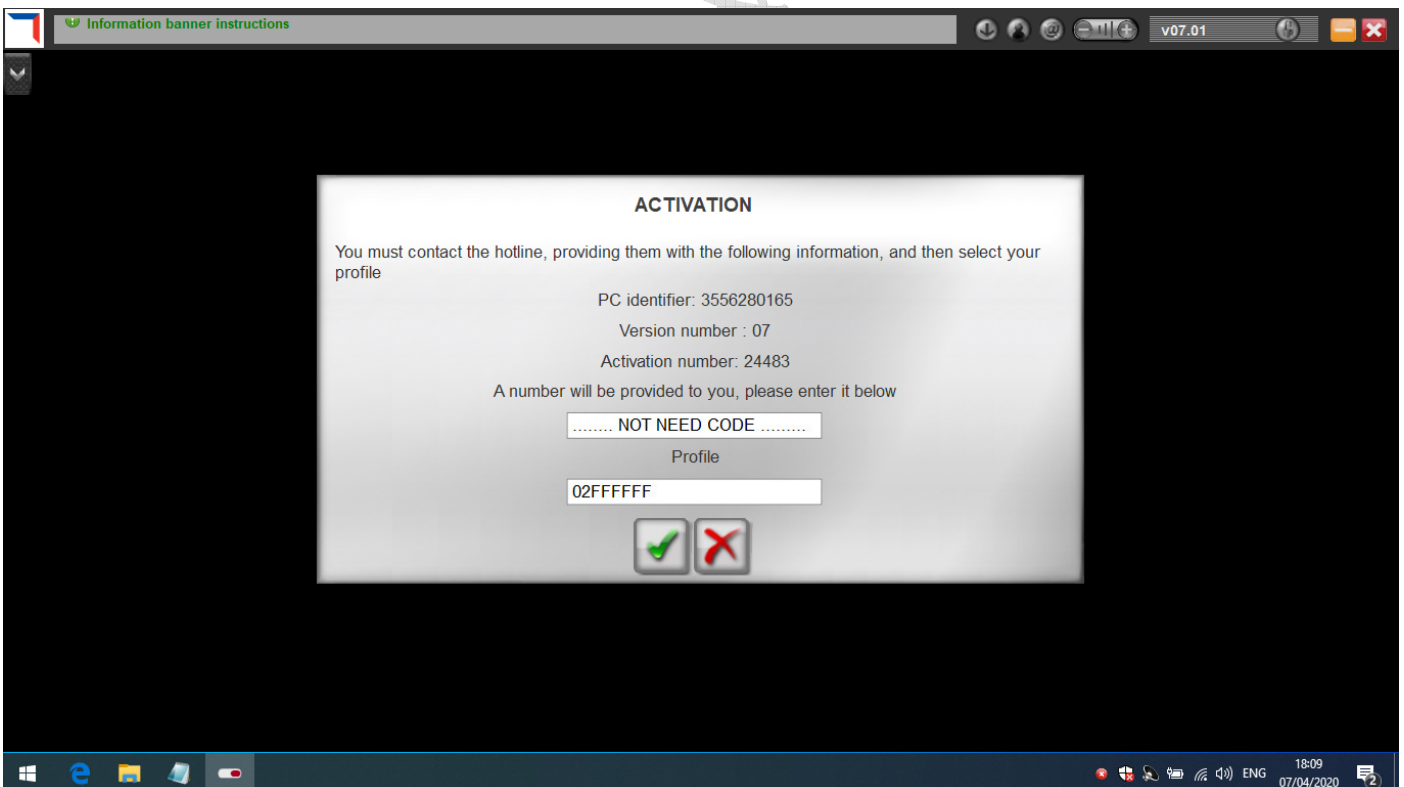 Information banner instructions
v07.01
ACTIVATION
You must contact the hotline, providing them with the following information, and then select your
profile
PC identifier: 3556280165
Version number : 07
Activation number: 24483
A number will be provided to you, please enter it below
........ NOT NEED CODE .........
Profile
02FFFFFF
ENG
18:09
07/04/2020
2